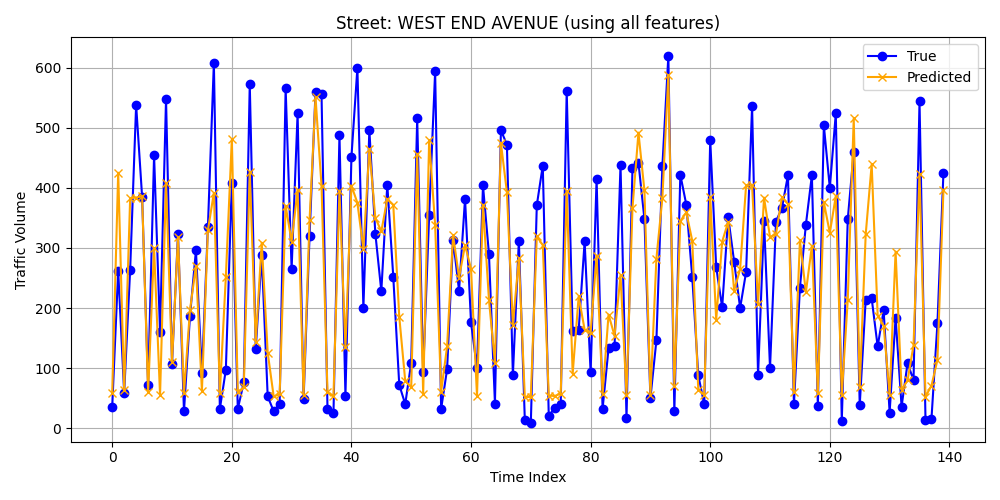 Street: WEST END AVENUE (using all features)
True
Predicted
Traffic Volume
600
500
400
300
200
100
0
0 20 40 60 80 100 120 140
Time Index